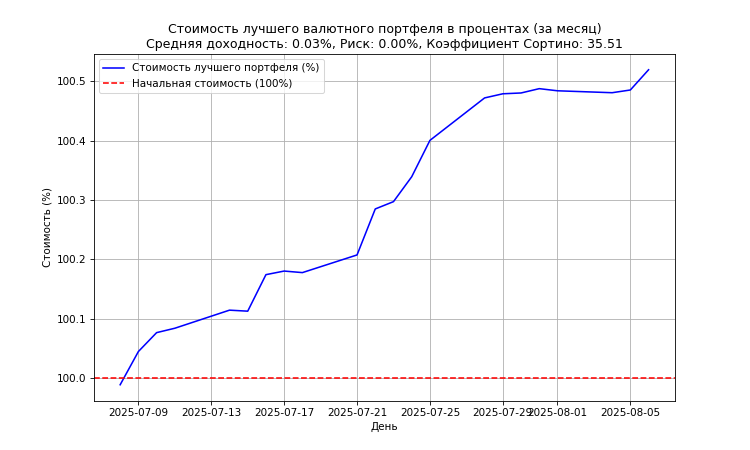 Стоимость лучшего валютного портфеля в процентах (за месяц)
Средняя доходность: 0.03%, Риск: 0.00%, Коэффициент Сортино: 35.51
Стоимость лучшего портфеля (%)
Начальная стоимость (100%)
Стоимость (%)
100.5
100.4
100.3
100.2
100.1
100.0
2025-07-09 2025-07-13 2025-07-17 2025-07-21 2025-07-25 2025-07-29 2025-08-01 2025-08-05
День